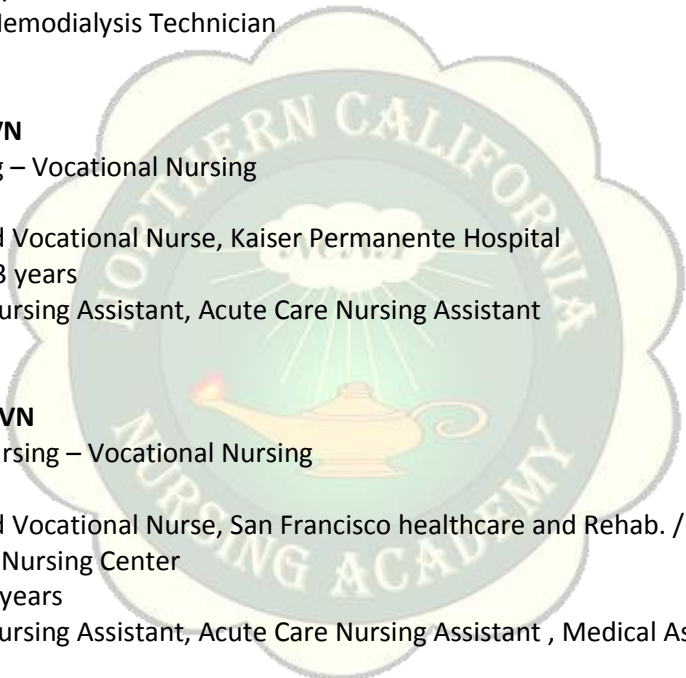 Hemodialysis Technician
VN
g – Vocational Nursing
d Vocational Nurse, Kaiser Permanente Hospital
3 years
ursing Assistant, Acute Care Nursing Assistant
VN
rsing – Vocational Nursing
d Vocational Nurse, San Francisco healthcare and Rehab. /
Nursing Center
years
ursing Assistant, Acute Care Nursing Assistant , Medical As
NORTHERN CALIFORNIA
NURSING ACADEMY